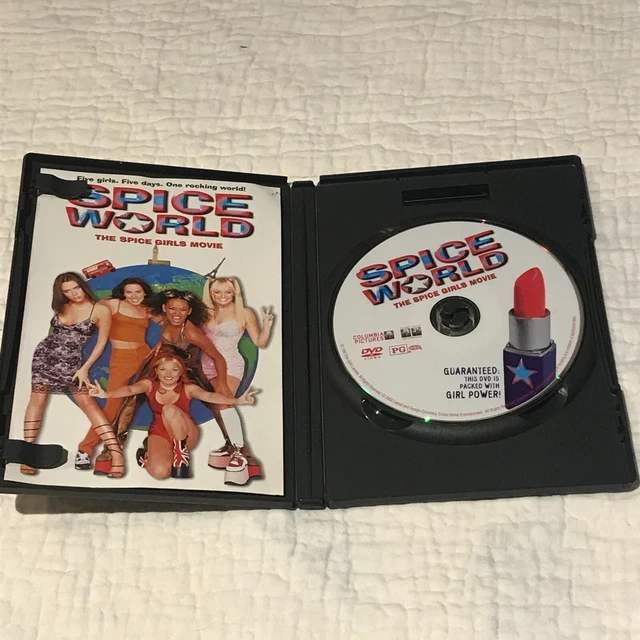 Five girls. Five days. One rocking world!
SPICE
WORLD
THE SPICE GIRLS MOVIE
SPICE
WORLD
THE SPICE GIRLS MOVIE
COLUMBIA
PICTURES
DVD
VIDEO
PG
GUARANTEED:
THIS DVD IS
PACKED WITH
GIRL POWER!